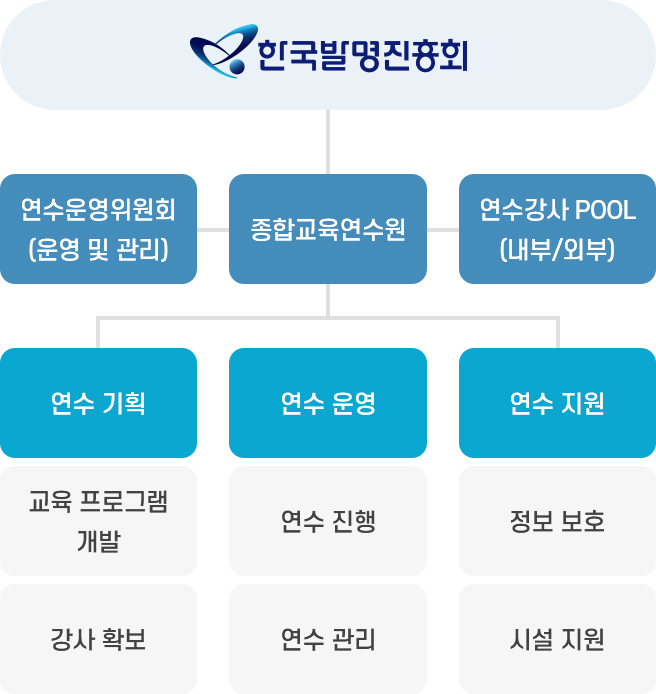 한국발명진흥회
연수운영위원회
(운영 및 관리)
종합교육연수원
연수강사 POOL
(내부/외부)
연수 기획
연수 운영
연수 지원
교육 프로그램
개발
연수 진행
정보 보호
강사 확보
연수 관리
시설 지원